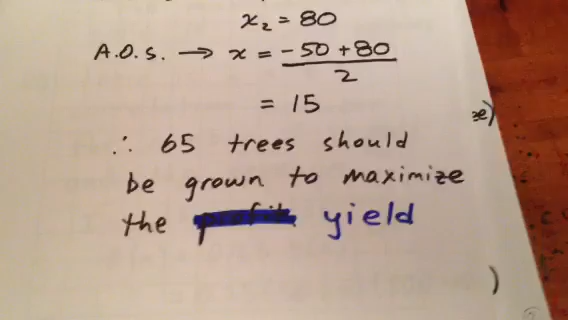 x₂ = 80
A.O.S. → x = -50 + 80
2
= 15
∴ 65 trees should
be grown to maximize
the yield
)